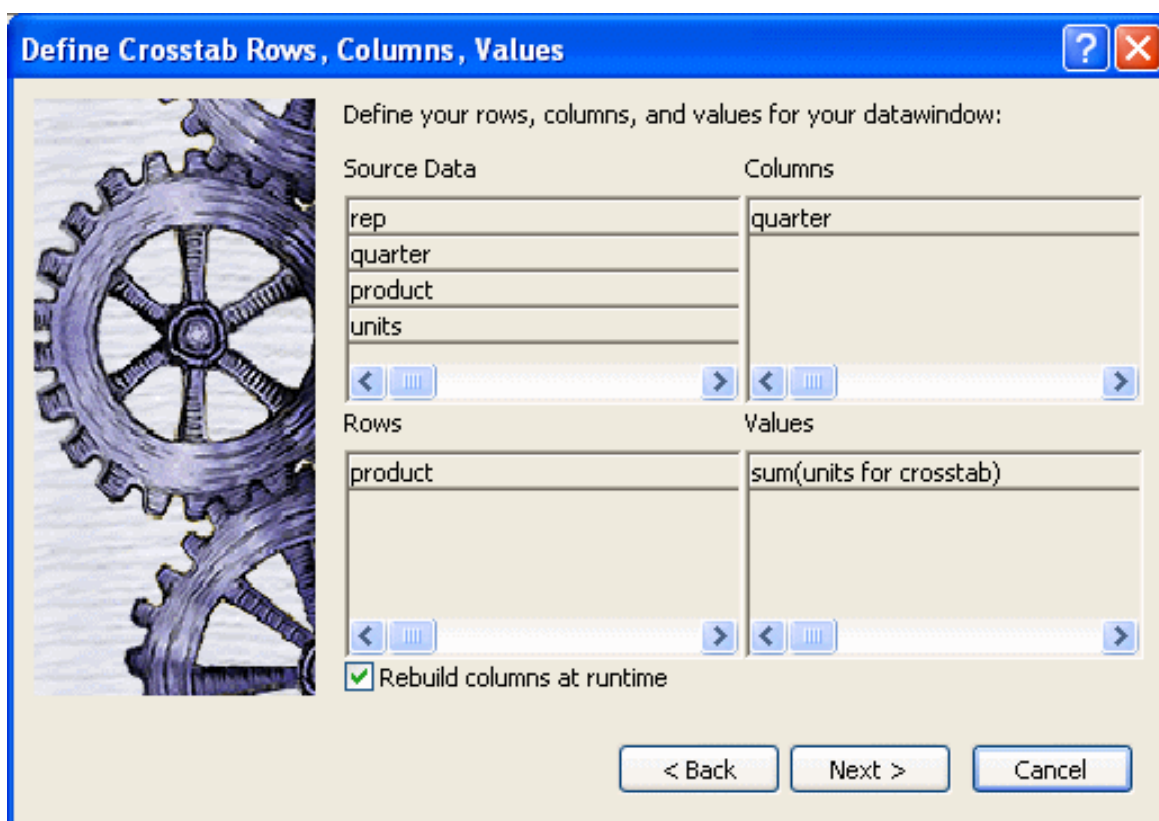 Define Crosstab Rows, Columns, Values
Define your rows, columns, and values for your datawindow:
Source Data
rep
quarter
product
units
Columns
quarter
Rows
product
Values
sum(units for crosstab)
Rebuild columns at runtime
< Back
Next >
Cancel